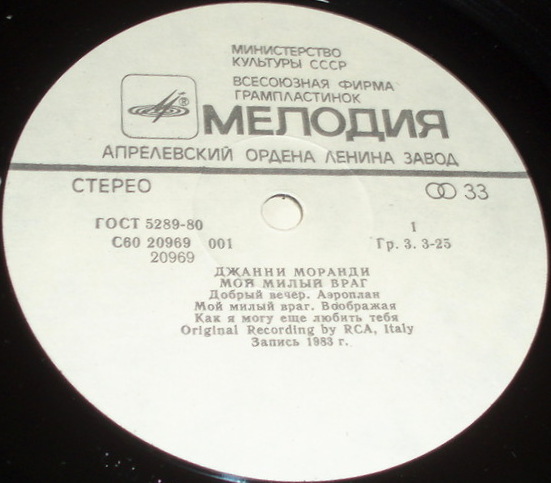 МИНИСТЕРСТВО
КУЛЬТУРЫ СССР
ВСЕСОЮЗНАЯ ФИРМА
ГРАМПЛАСТИНОК
® МЕЛОДИЯ
АПРЕЛЕВСКИЙ ОРДЕНА ЛЕНИНА ЗАВОД
СТЕРЕО 33
ГОСТ 5289-80 1
С60 20969 001 Гр. 3. 3-25
20969
ДЖАННИ МОРАНДИ
МОЙ МИЛЫЙ ВРАГ
Добрый вечер. Аэроплан
Мой милый враг. Воображая
Как я могу еще любить тебя
Original Recording by RCA, Italy
Запись 1983 г.